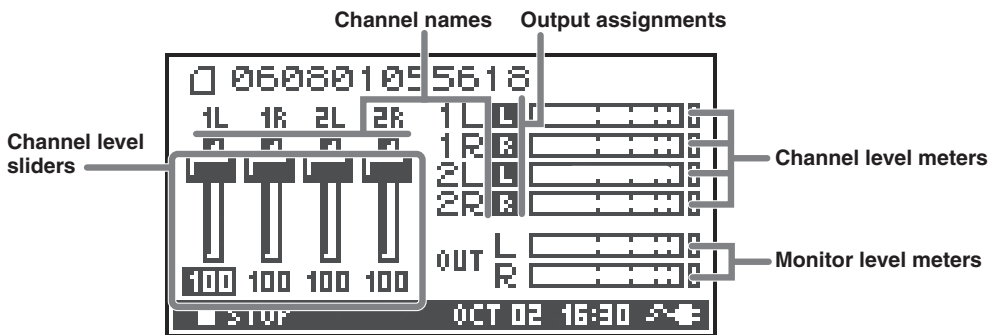 Channel names
Output assignments
060801055618
1L 1R 2L 2R
1L L
1R R
2L L
2R R
Channel level
sliders
Channel level meters
OUT L
R
Monitor level meters
100 100 100 100
STOP OCT 02 16:30